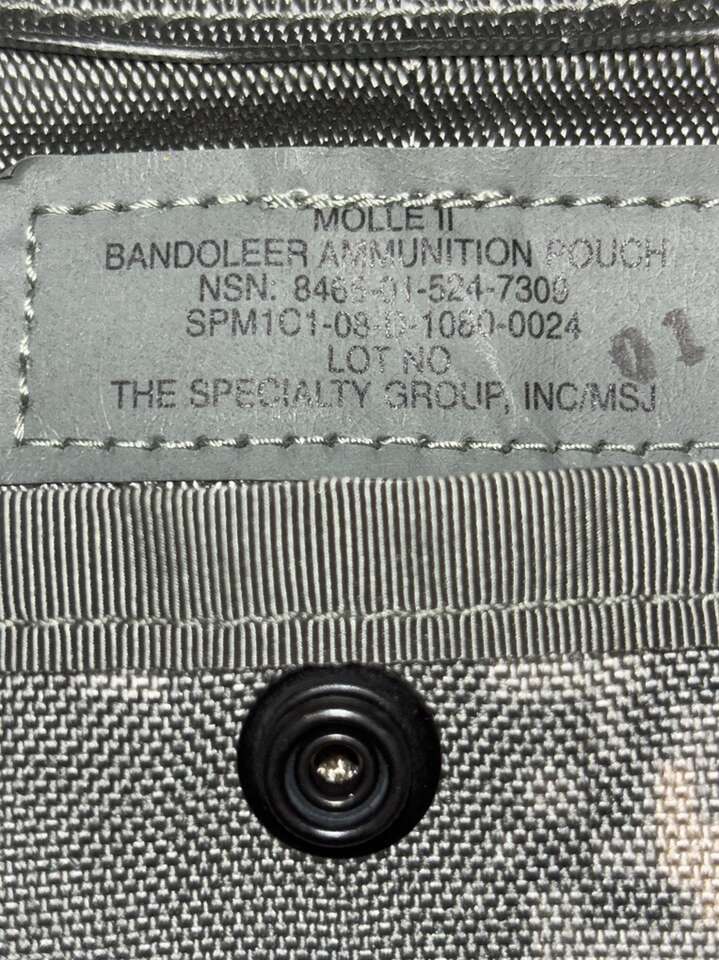 MOLLE II
BANDOLEER AMMUNITION POUCH
NSN: 8465-01-524-7309
SPM1C1-08-D-1080-0024
LOT NO 01
THE SPECIALTY GROUP, INC/MSJ